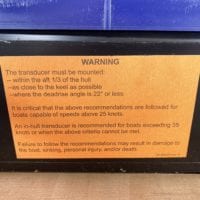 WARNING
The transducer must be mounted:
-- within the aft 1/3 of the hull
--as close to the keel as possible
--where the deadrise angle is 22° or less
It is critical that the above recommendations are followed for
boats capable of speeds above 25 knots.
An in-hull transducer is recommended for boats exceeding 35
knots or when the above criteria cannot be met.
Failure to follow the recommendations may result in damage to
the boat, sinking, personal injury, and/or death.